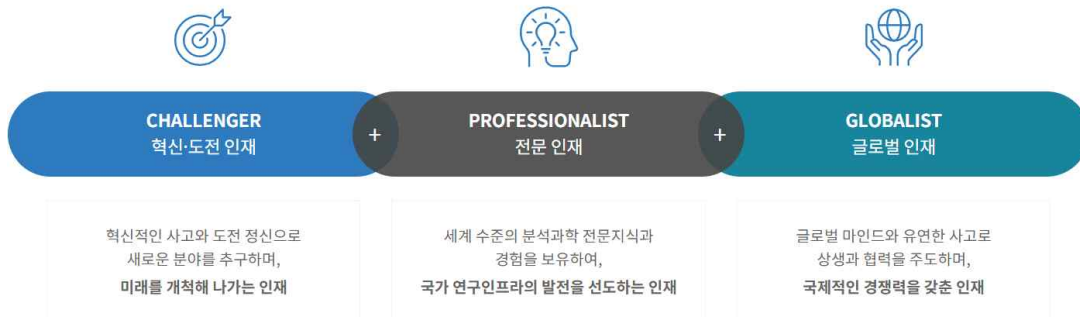 CHALLENGER
혁신·도전 인재
+
PROFESSIONALIST
전문 인재
+
GLOBALIST
글로벌 인재
혁신적인 사고와 도전 정신으로
새로운 분야를 추구하며,
미래를 개척해 나가는 인재
세계 수준의 분석과학 전문지식과
경험을 보유하여,
국가 연구인프라의 발전을 선도하는 인재
글로벌 마인드와 유연한 사고로
상생과 협력을 주도하며,
국제적인 경쟁력을 갖춘 인재